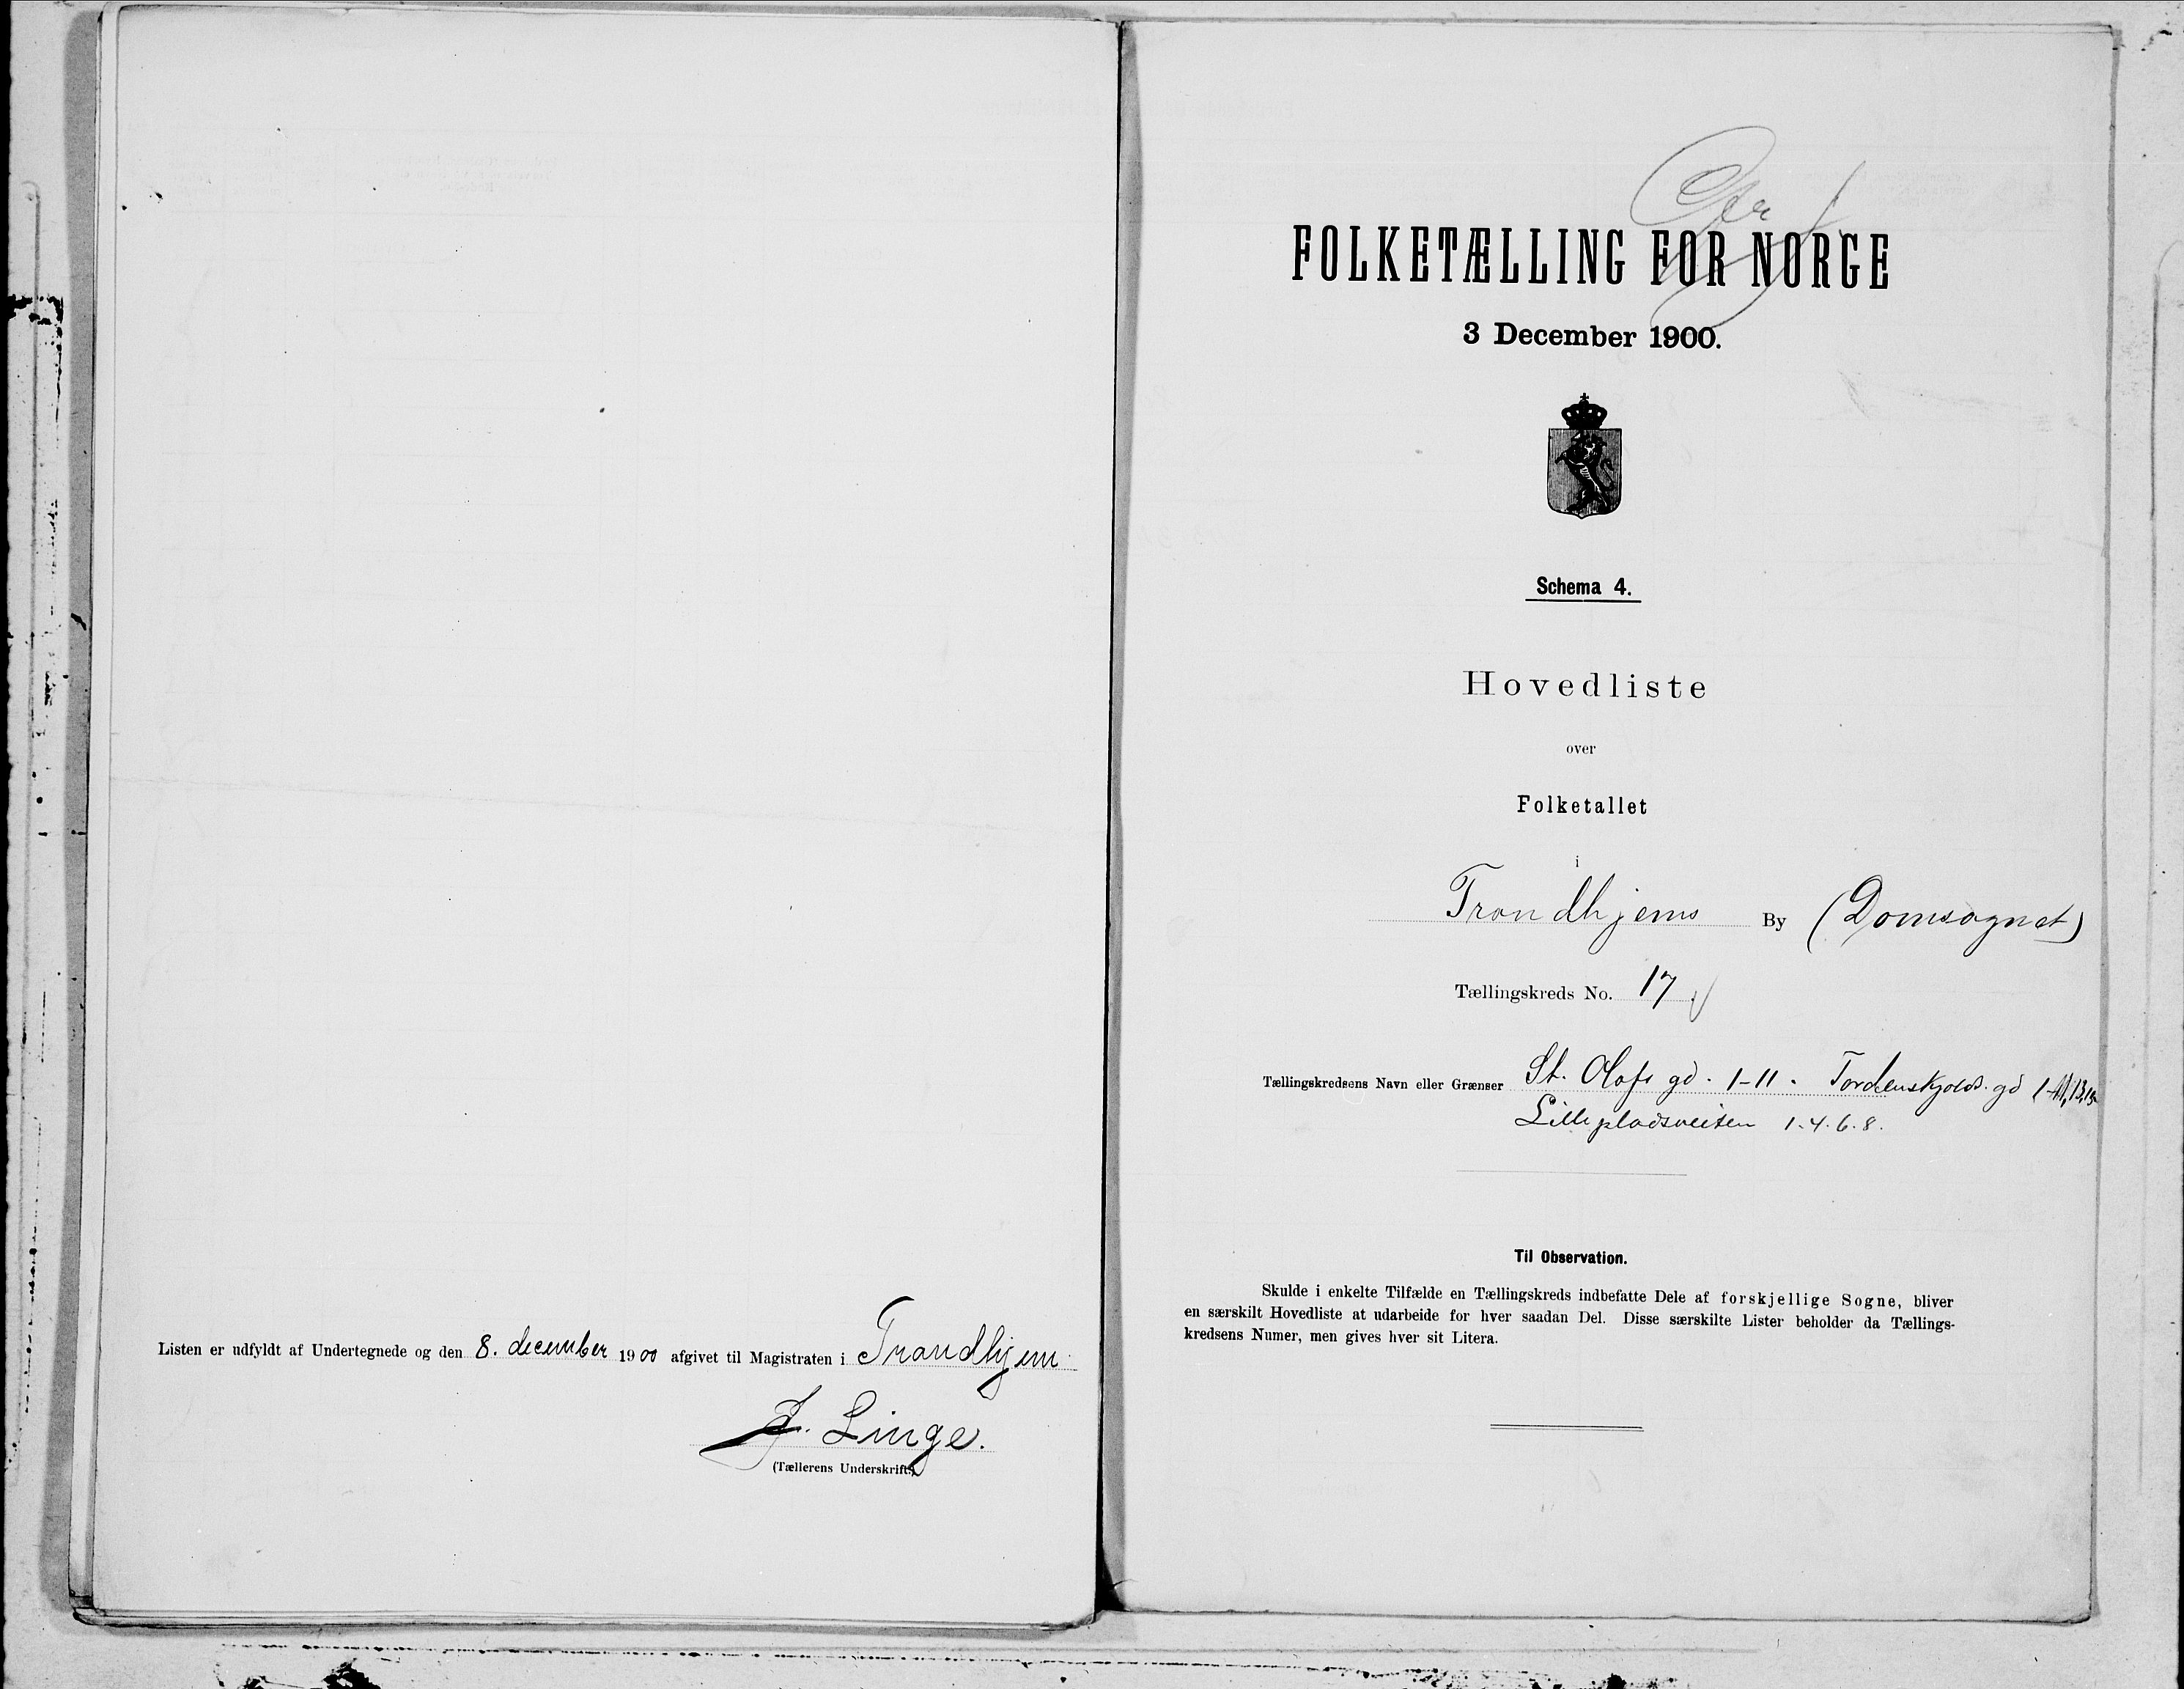 Listen er udfyldt af Undertegnede og den 8. december 1900 afgivet til Magistraten i Trondhjem
J. Linge.
(Tællerens Underskrift.)
FOLKETÆLLING FOR NORGE
3 December 1900.
Schema 4.
Hovedliste
over
Folketallet
i
Trondhjems By (Domsognet)
Tællingskreds No. 17
Tællingskredsens Navn eller Grænser St. Olafs gd. 1-11. Tordenskjolds. gd
Lilleplodsveiten 1.4.6.8.
Til Observation.
Skulde i enkelte Tilfælde en Tællingskreds indbefatte Dele af forskjellige Sogne, bliver
en særskilt Hovedliste at udarbeide for hver saadan Del. Disse særskilte Lister beholder da Tællings-
kredsens Numer, men gives hver sit Litera.